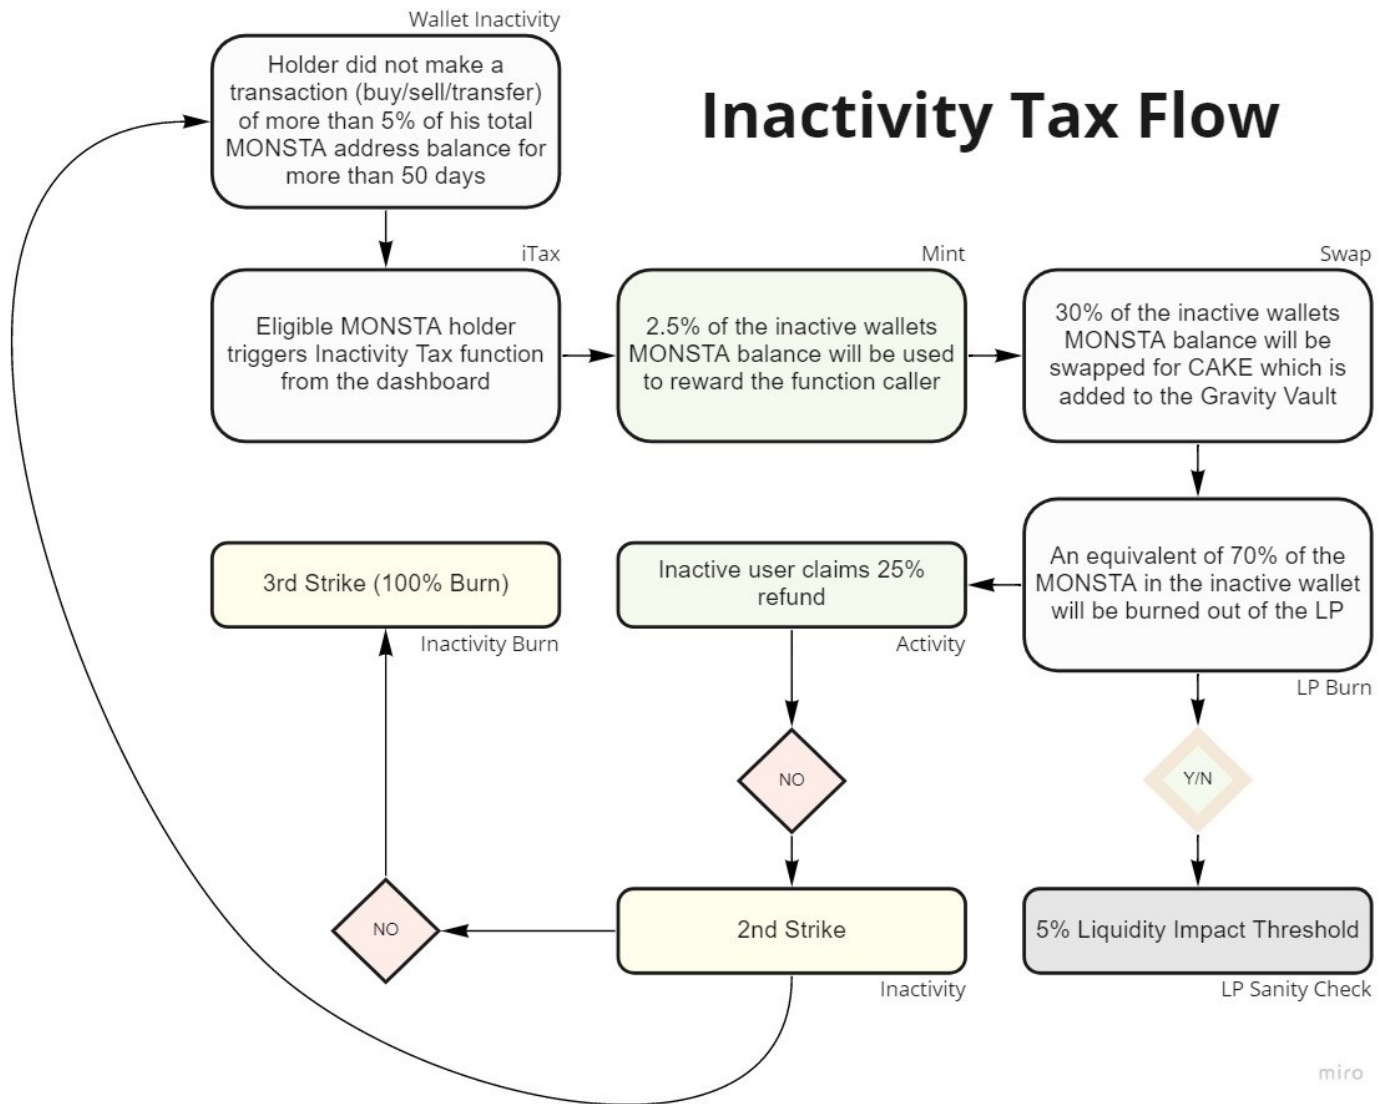 Wallet Inactivity
Holder did not make a
transaction (buy/sell/transfer)
of more than 5% of his total
MONSTA address balance for
more than 50 days
Inactivity Tax Flow
iTax
Eligible MONSTA holder
triggers Inactivity Tax function
from the dashboard
Mint
2.5% of the inactive wallets
MONSTA balance will be used
to reward the function caller
Swap
30% of the inactive wallets
MONSTA balance will be
swapped for CAKE which is
added to the Gravity Vault
An equivalent of 70% of the
MONSTA in the inactive wallet
will be burned out of the LP
LP Burn
Inactive user claims 25%
refund
Activity
3rd Strike (100% Burn)
Inactivity Burn
NO
Y/N
NO
2nd Strike
Inactivity
5% Liquidity Impact Threshold
LP Sanity Check
miro